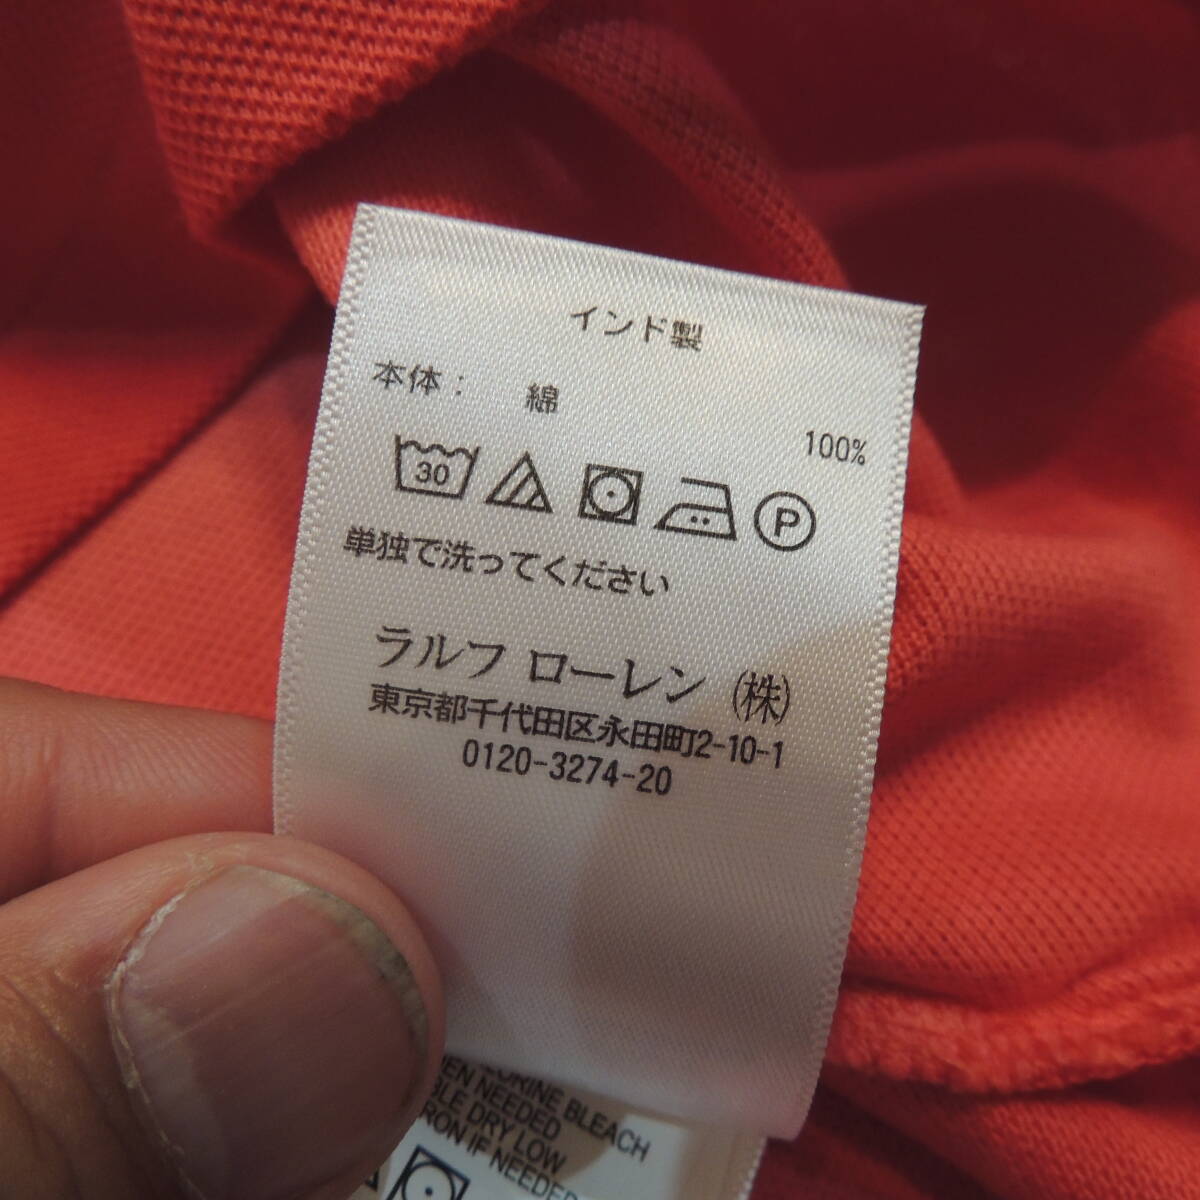 インド製
本体： 綿 100%
30 P
単独で洗ってください
ラルフ ローレン (株)
東京都千代田区永田町2-10-1
0120-3274-20
BLEACH
NEEDED
DRY LOW
IF NEEDED